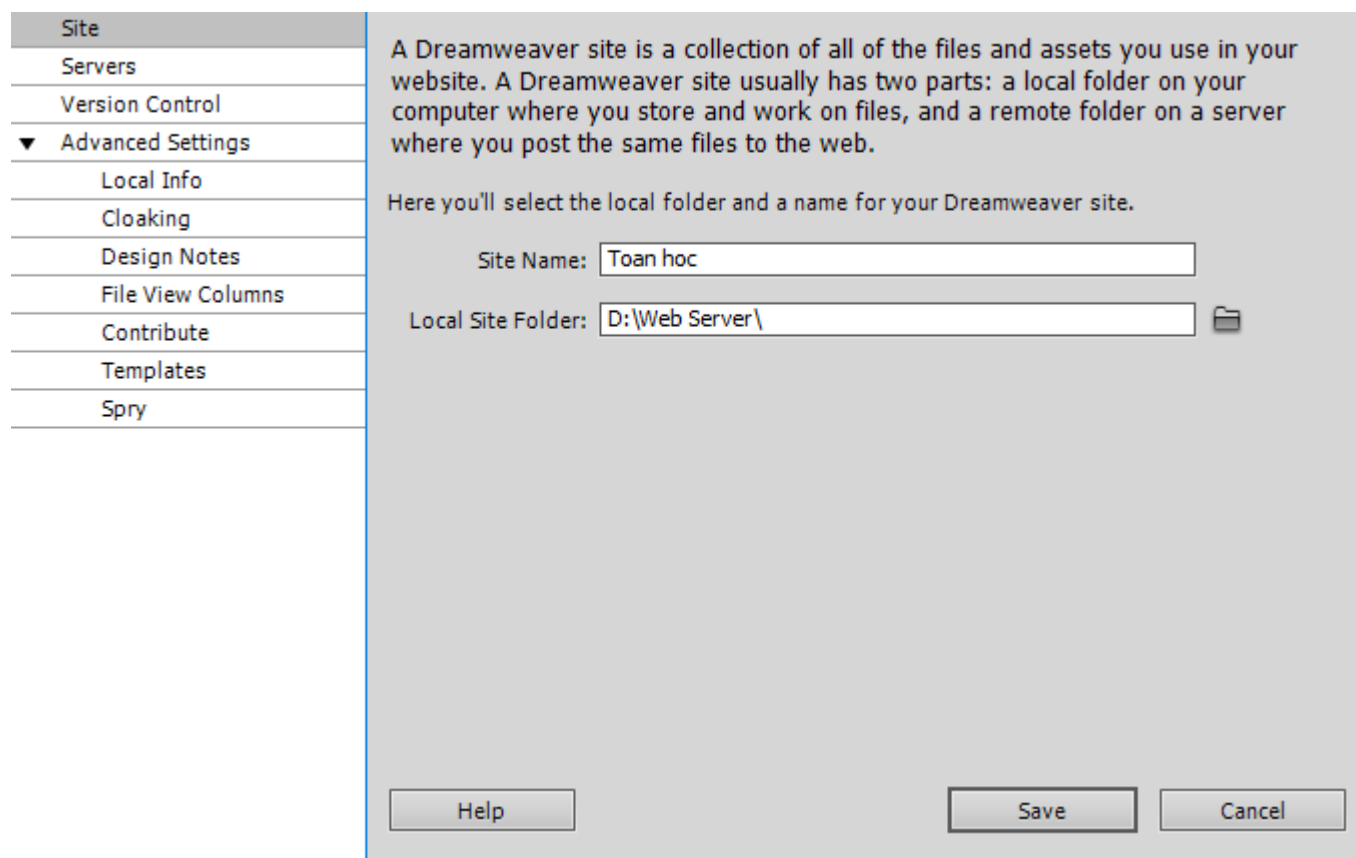 Site
Servers
Version Control
Advanced Settings
Local Info
Cloaking
Design Notes
File View Columns
Contribute
Templates
Spry
A Dreamweaver site is a collection of all of the files and assets you use in your
website. A Dreamweaver site usually has two parts: a local folder on your
computer where you store and work on files, and a remote folder on a server
where you post the same files to the web.
Here you'll select the local folder and a name for your Dreamweaver site.
Site Name: Toan hoc
Local Site Folder: D:\Web Server\
Help Save Cancel